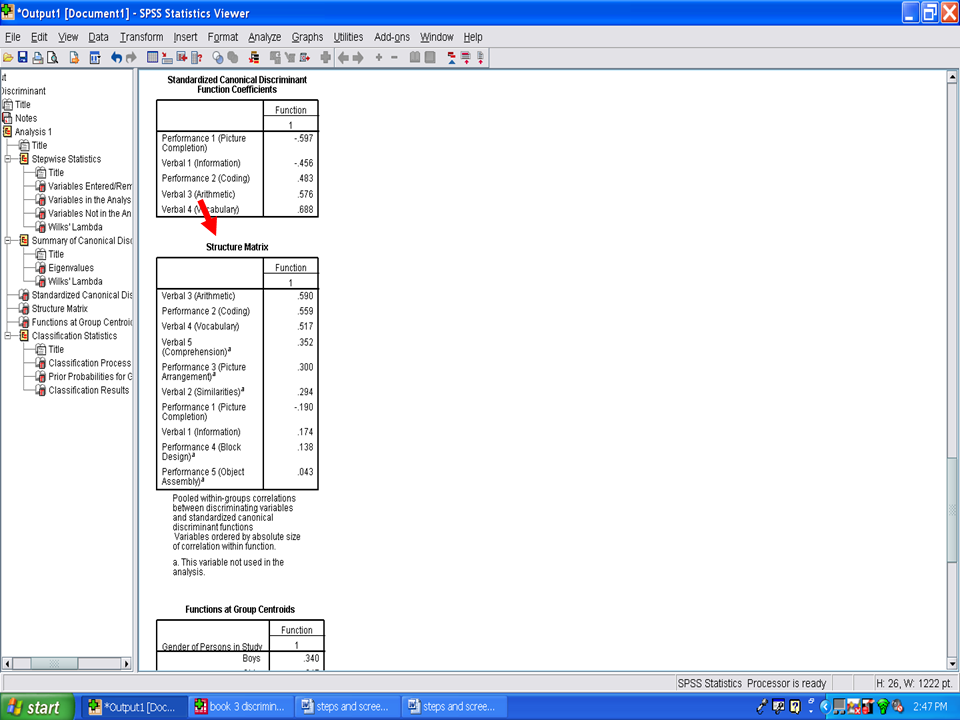 *Output1 [Document1] - SPSS Statistics Viewer
File Edit View Data Transform Insert Format Analyze Graphs Utilities Add-ons Window Help
Discriminant
Title
Notes
Analysis 1
Title
Stepwise Statistics
Title
Variables Entered/Rem
Variables in the Analys
Variables Not in the An
Wilks' Lambda
Summary of Canonical Disc
Title
Eigenvalues
Wilks' Lambda
Standardized Canonical Dis
Structure Matrix
Functions at Group Centroid
Classification Statistics
Title
Classification Process
Prior Probabilities for G
Classification Results
Standardized Canonical Discriminant
Function Coefficients
Function
1
Performance 1 (Picture
Completion) -.597
Verbal 1 (Information) -.456
Performance 2 (Coding) .483
Verbal 3 (Arithmetic) .576
Verbal 4 (Vocabulary) .688
Structure Matrix
Function
1
Verbal 3 (Arithmetic) .590
Performance 2 (Coding) .559
Verbal 4 (Vocabulary) .517
Verbal 5
(Comprehension)a .352
Performance 3 (Picture
Arrangement)a .300
Verbal 2 (Similarities)a .294
Performance 1 (Picture
Completion) -.190
Verbal 1 (Information) .174
Performance 4 (Block
Design)a .138
Performance 5 (Object
Assembly)a .043
Pooled within-groups correlations
between discriminating variables
and standardized canonical
discriminant functions
Variables ordered by absolute size
of correlation within function.
a. This variable not used in the
analysis.
Functions at Group Centroids
Function
Gender of Persons in Study 1
Boys .340
SPSS Statistics Processor is ready
H: 26, W: 1222 pt.
start
*Output1 [Doc...
book 3 discrimin...
steps and scree...
steps and scree...
2:47 PM